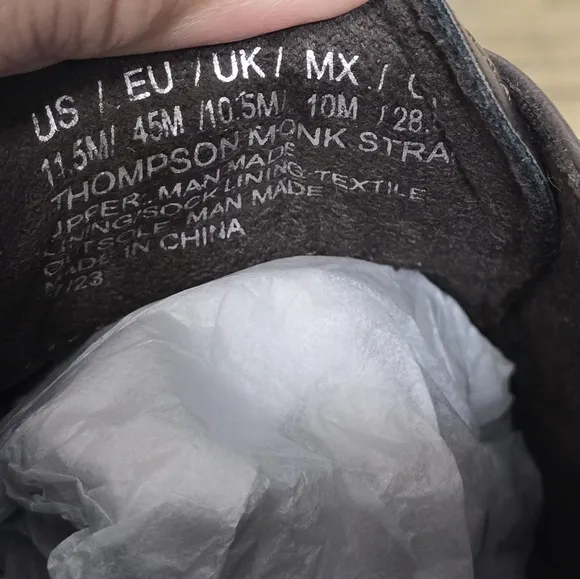 US / EU / UK / MX /
11.5M/ 45M /10.5M/ 10M /28.
THOMPSON MONK STRA
UPPER: MAN MADE
LINING/SOCK LINING: TEXTILE
OUTSOLE: MAN MADE
MADE IN CHINA
/23